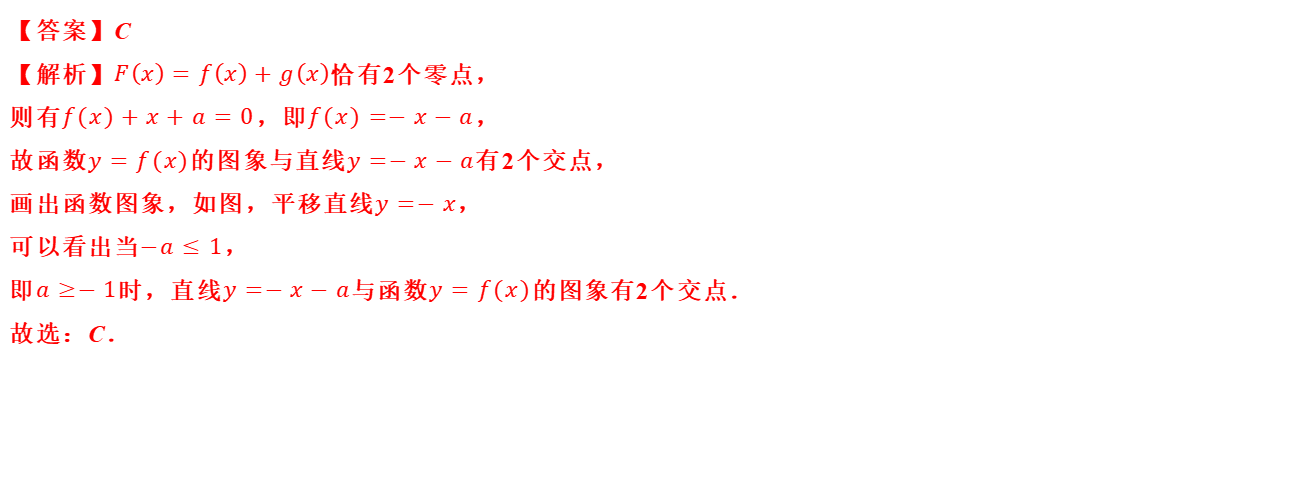 【答案】C
【解析】F(x) = f(x) + g(x)恰有2个零点，
则有f(x) + x + a = 0，即f(x) =− x − a，
故函数y = f(x)的图象与直线y =− x − a有2个交点，
画出函数图象，如图，平移直线y =− x，
可以看出当−a ≤ 1，
即a ≥− 1时，直线y =− x − a与函数y = f(x)的图象有2个交点．
故选：C．